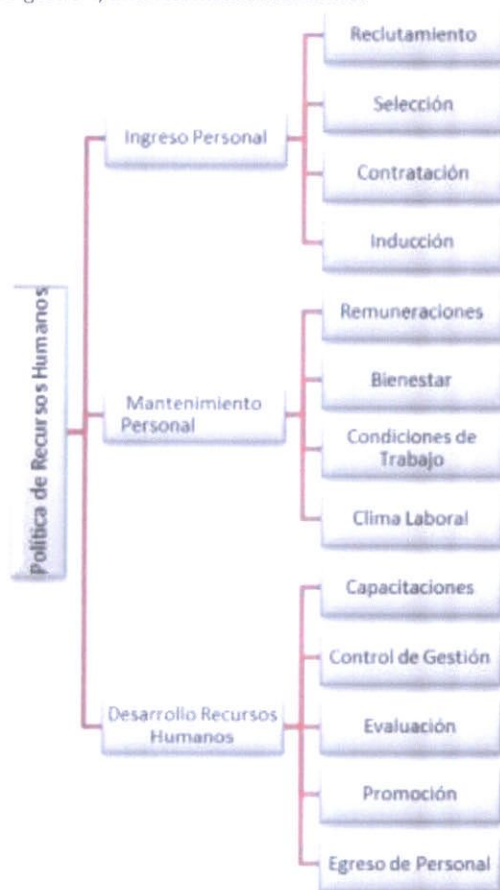 Política de Recursos Humanos
Ingreso Personal
Reclutamiento
Selección
Contratación
Inducción
Mantenimiento
Personal
Remuneraciones
Bienestar
Condiciones de
Trabajo
Clima Laboral
Desarrollo Recursos
Humanos
Capacitaciones
Control de Gestión
Evaluación
Promoción
Egreso de Personal